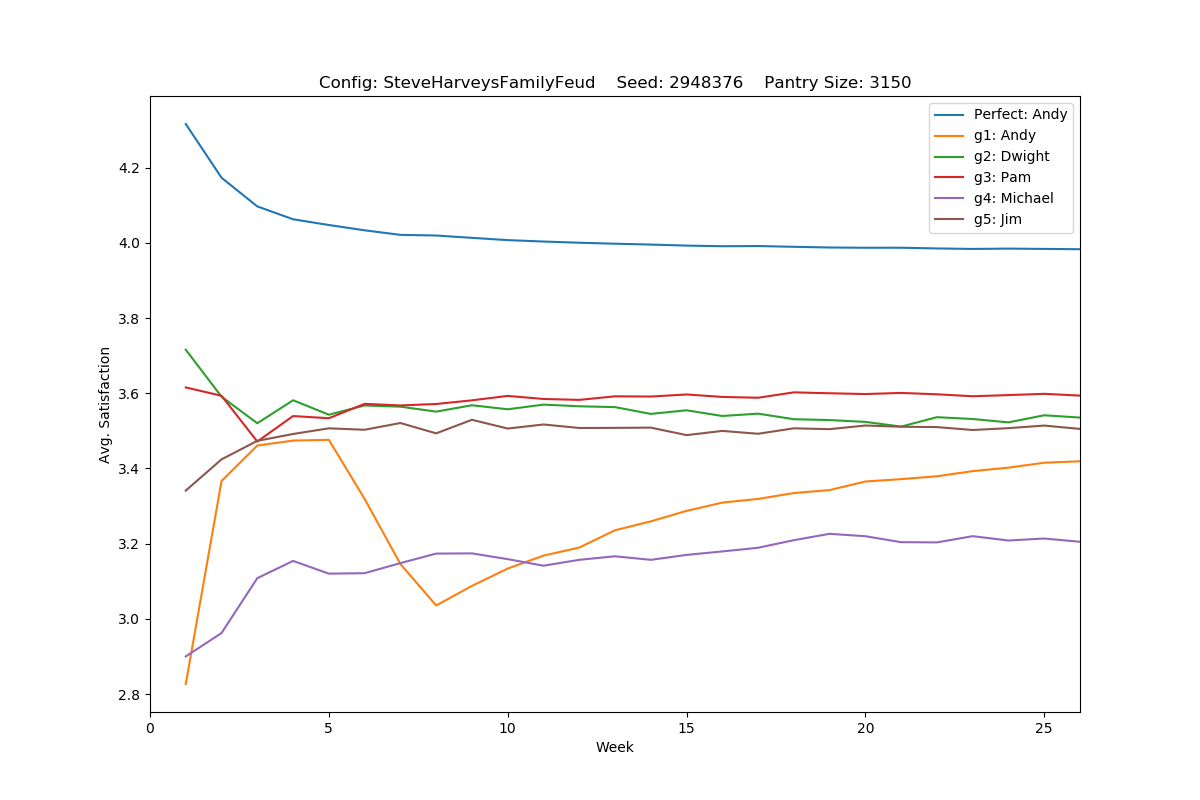 Config: SteveHarveysFamilyFeud    Seed: 2948376    Pantry Size: 3150
Perfect: Andy
g1: Andy
g2: Dwight
g3: Pam
g4: Michael
g5: Jim
Avg. Satisfaction
4.2
4.0
3.8
3.6
3.4
3.2
3.0
2.8
0 5 10 15 20 25
Week